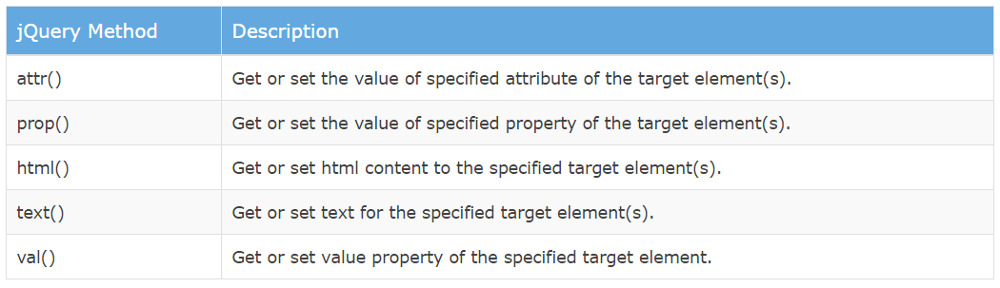 jQuery Method Description
attr() Get or set the value of specified attribute of the target element(s).
prop() Get or set the value of specified property of the target element(s).
html() Get or set html content to the specified target element(s).
text() Get or set text for the specified target element(s).
val() Get or set value property of the specified target element.